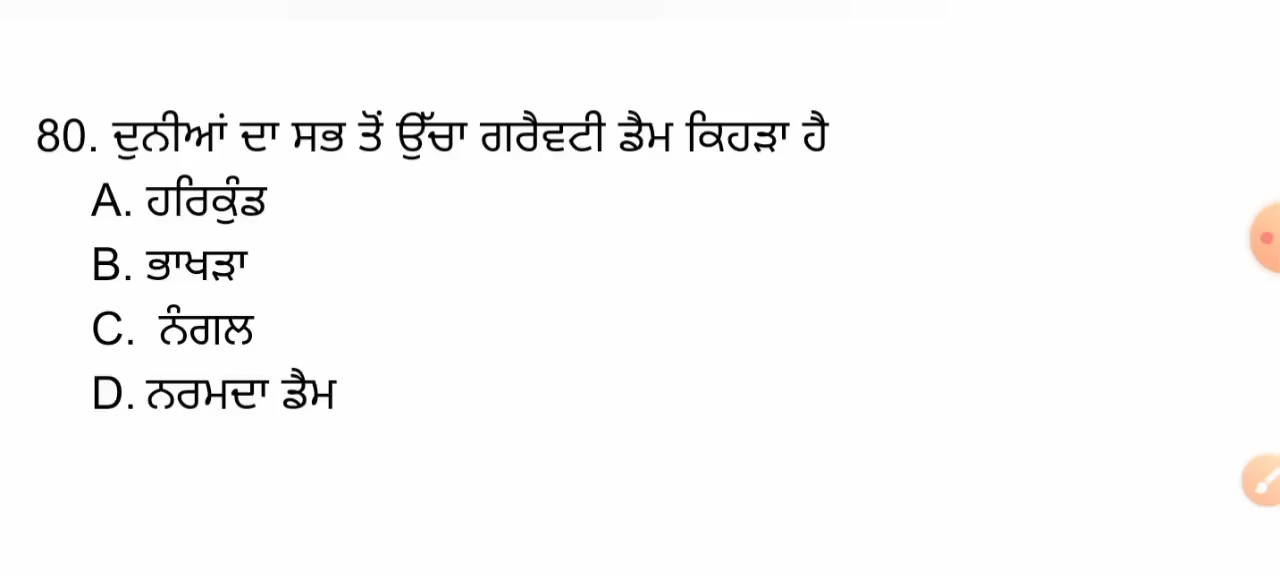 80. ਦੁਨੀਆਂ ਦਾ ਸਭ ਤੋਂ ਉੱਚਾ ਗਰੈਵਟੀ ਡੈਮ ਕਿਹੜਾ ਹੈ
A. ਹਰਿਕੁੰਡ
B. ਭਾਖੜਾ
C. ਨੰਗਲ
D. ਨਰਮਦਾ ਡੈਮ